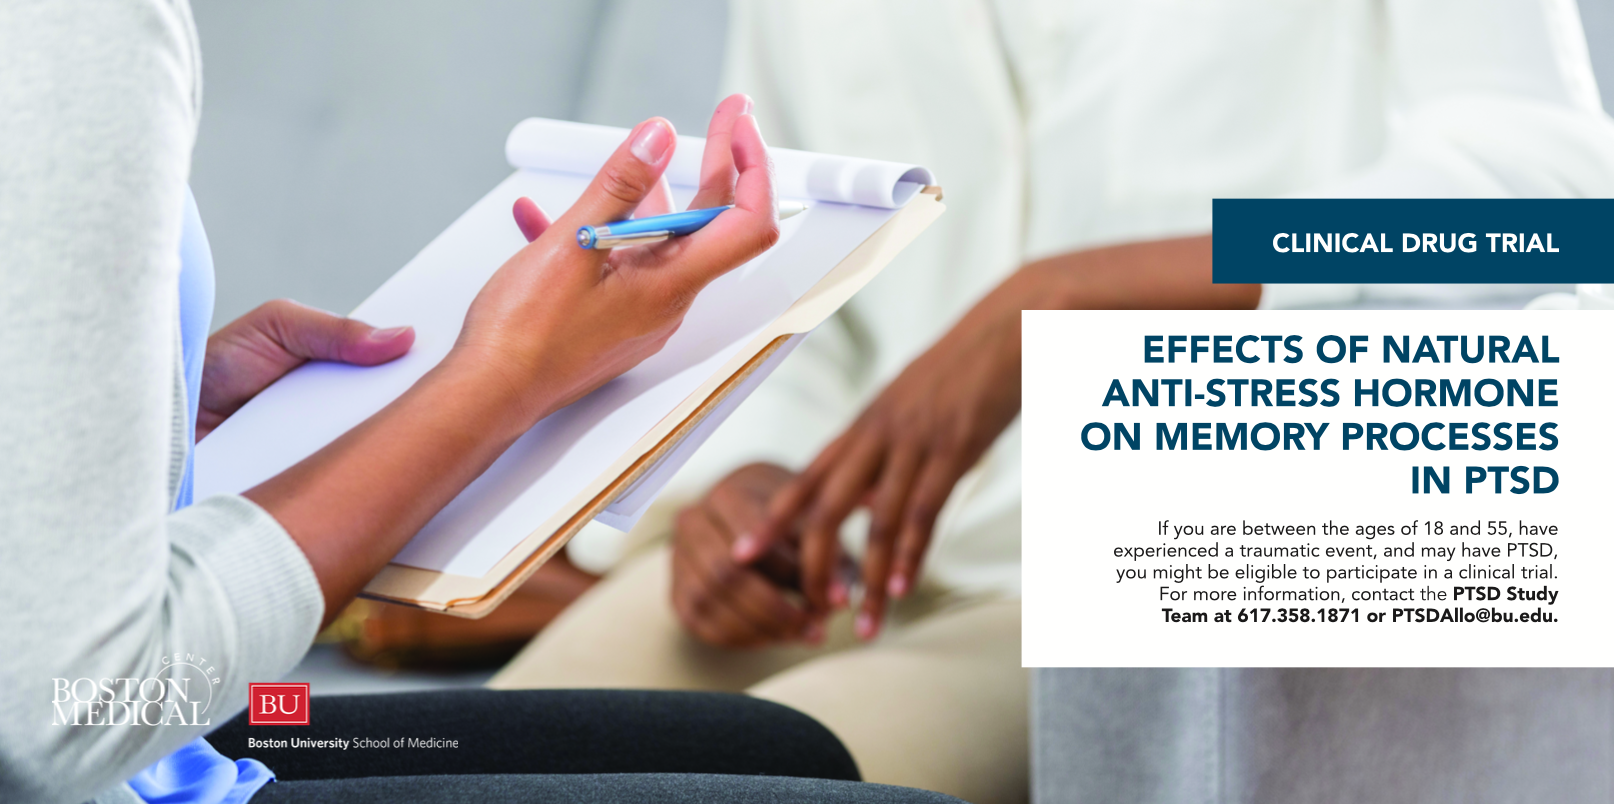 CLINICAL DRUG TRIAL
EFFECTS OF NATURAL
ANTI-STRESS HORMONE
ON MEMORY PROCESSES
IN PTSD
If you are between the ages of 18 and 55, have
experienced a traumatic event, and may have PTSD,
you might be eligible to participate in a clinical trial.
For more information, contact the PTSD Study
Team at 617.358.1871 or PTSDAllo@bu.edu.
CENTER
BOSTON
MEDICAL
BU
Boston University School of Medicine